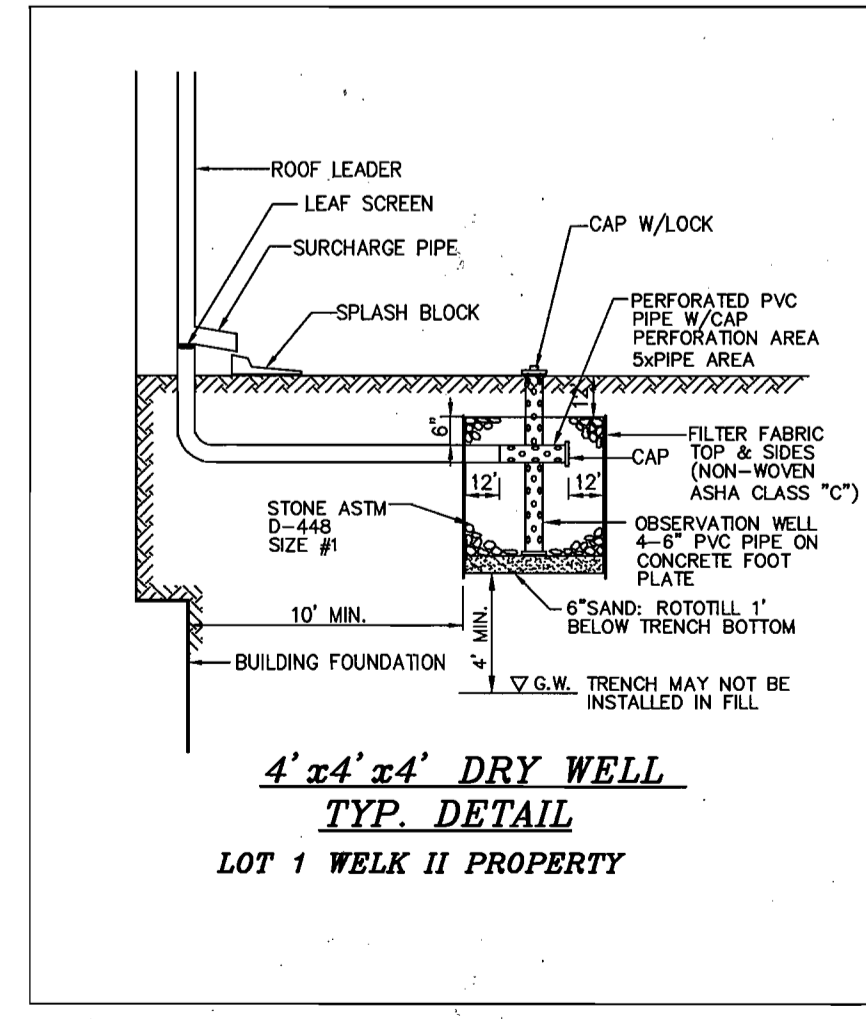 ROOF LEADER
LEAF SCREEN
SURCHARGE PIPE
SPLASH BLOCK
CAP W/LOCK
PERFORATED PVC
PIPE W/CAP
PERFORATION AREA
5xPIPE AREA
12'
6"
FILTER FABRIC
TOP & SIDES
(NON-WOVEN
ASHA CLASS "C")
CAP
12'
12'
STONE ASTM
D-448
SIZE #1
OBSERVATION WELL
4-6" PVC PIPE ON
CONCRETE FOOT
PLATE
6"SAND: ROTOTILL 1'
BELOW TRENCH BOTTOM
10' MIN.
4' MIN.
BUILDING FOUNDATION
G.W. TRENCH MAY NOT BE
INSTALLED IN FILL
4'x4'x4' DRY WELL
TYP. DETAIL
LOT 1 WELK II PROPERTY